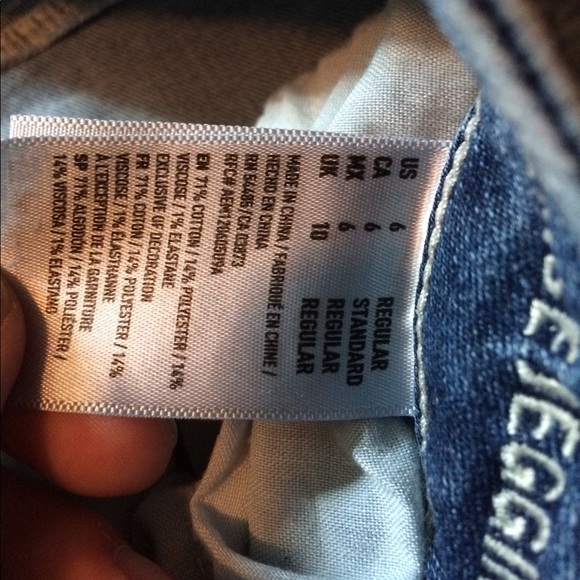 US 6 REGULAR
CA 6 STANDARD
MX 6 REGULAR
UK 10 REGULAR
MADE IN CHINA / FABRIQUÉ EN CHINE /
HECHO EN CHINA
EN 71% COTTON / 14% POLYESTER / 14%
VISCOSE / 1% ELASTANE
EXCLUSIVE OF DECORATION
FR 71% COTON / 14% POLYESTER / 14%
VISCOSE / 1% ÉLASTHANNE
À L'EXCEPTION DE LA GARNITURE
SP 71% ALGODÓN / 14% POLIÉSTER /
14% VISCOSA / 1% ELASTANO
JEGGIN